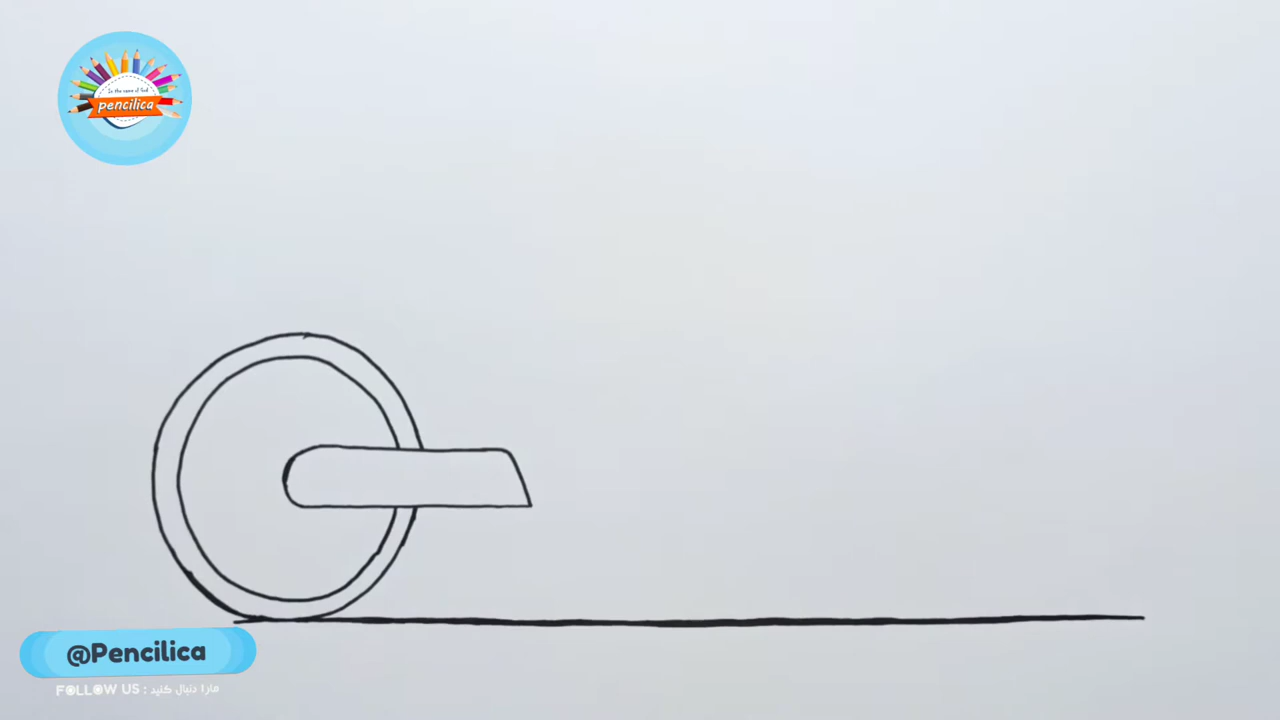 In the name of God
pencilica
@Pencilica
FOLLOW US : مارا دنبال کنید